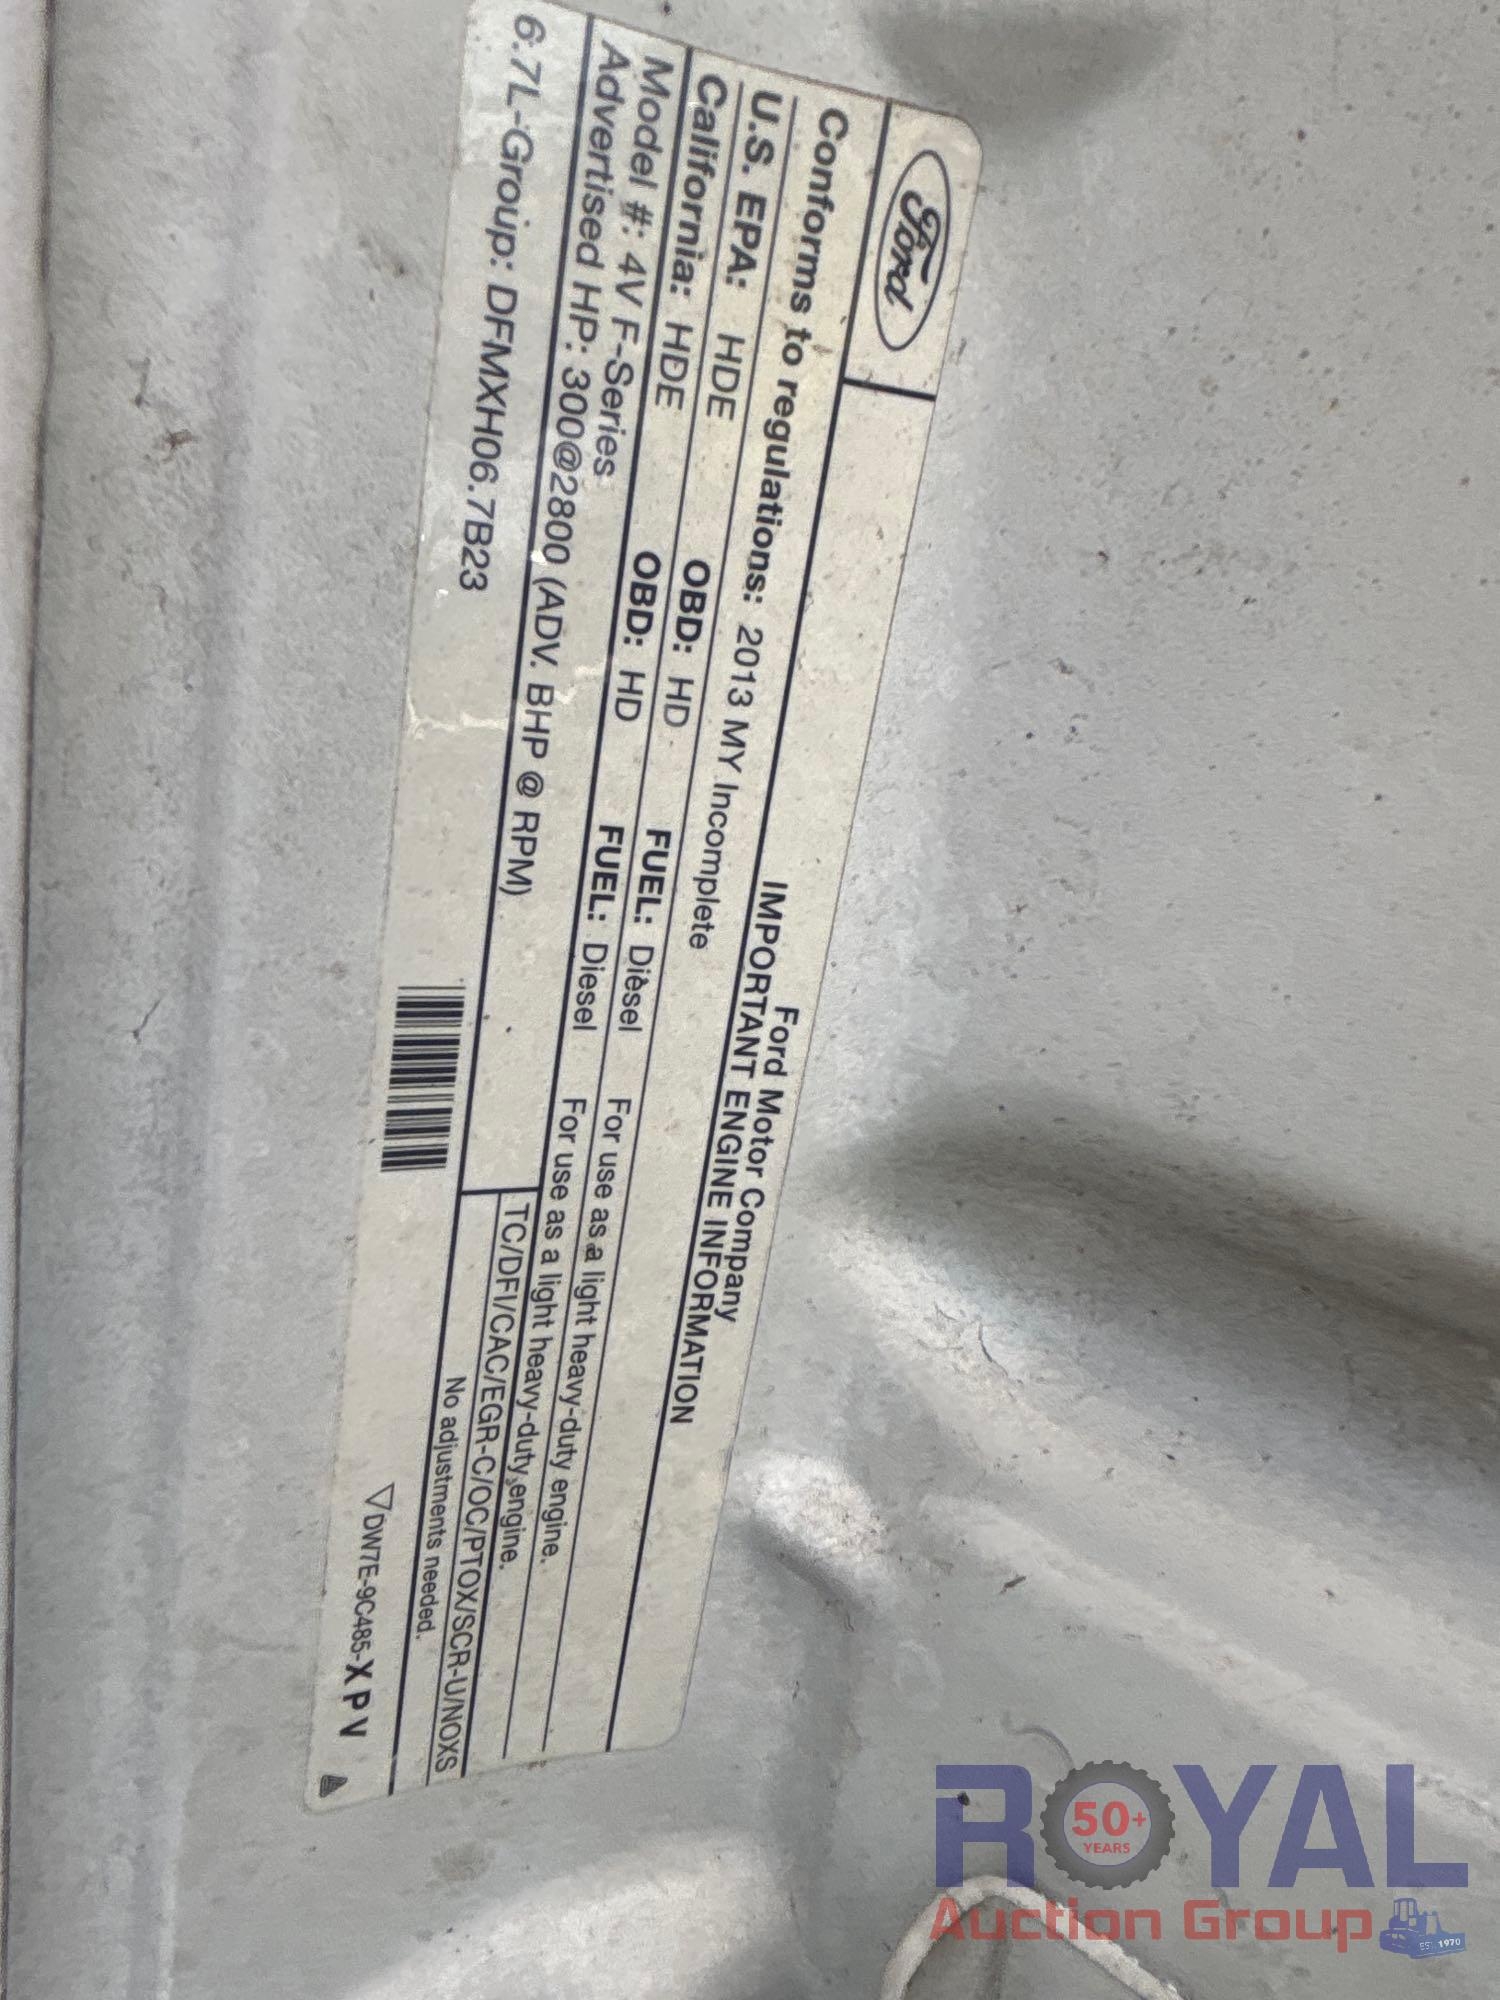 Ford
Ford Motor Company
IMPORTANT ENGINE INFORMATION
Conforms to regulations: 2013 MY Incomplete
U.S. EPA: HDE OBD: HD FUEL: Diesel For use as a light heavy-duty engine.
California: HDE OBD: HD FUEL: Diesel For use as a light heavy-duty engine.
Model #: 4V F-Series
TC/DFI/CAC/EGR-C/OC/PTOX/SCR-U/NOXS
Advertised HP: 300@2800 (ADV. BHP @ RPM)
No adjustments needed.
6.7L-Group: DFMXH06.7B23
DW7E-9C485-XPV
ROYAL
50+
YEARS
Auction Group
EST. 1970